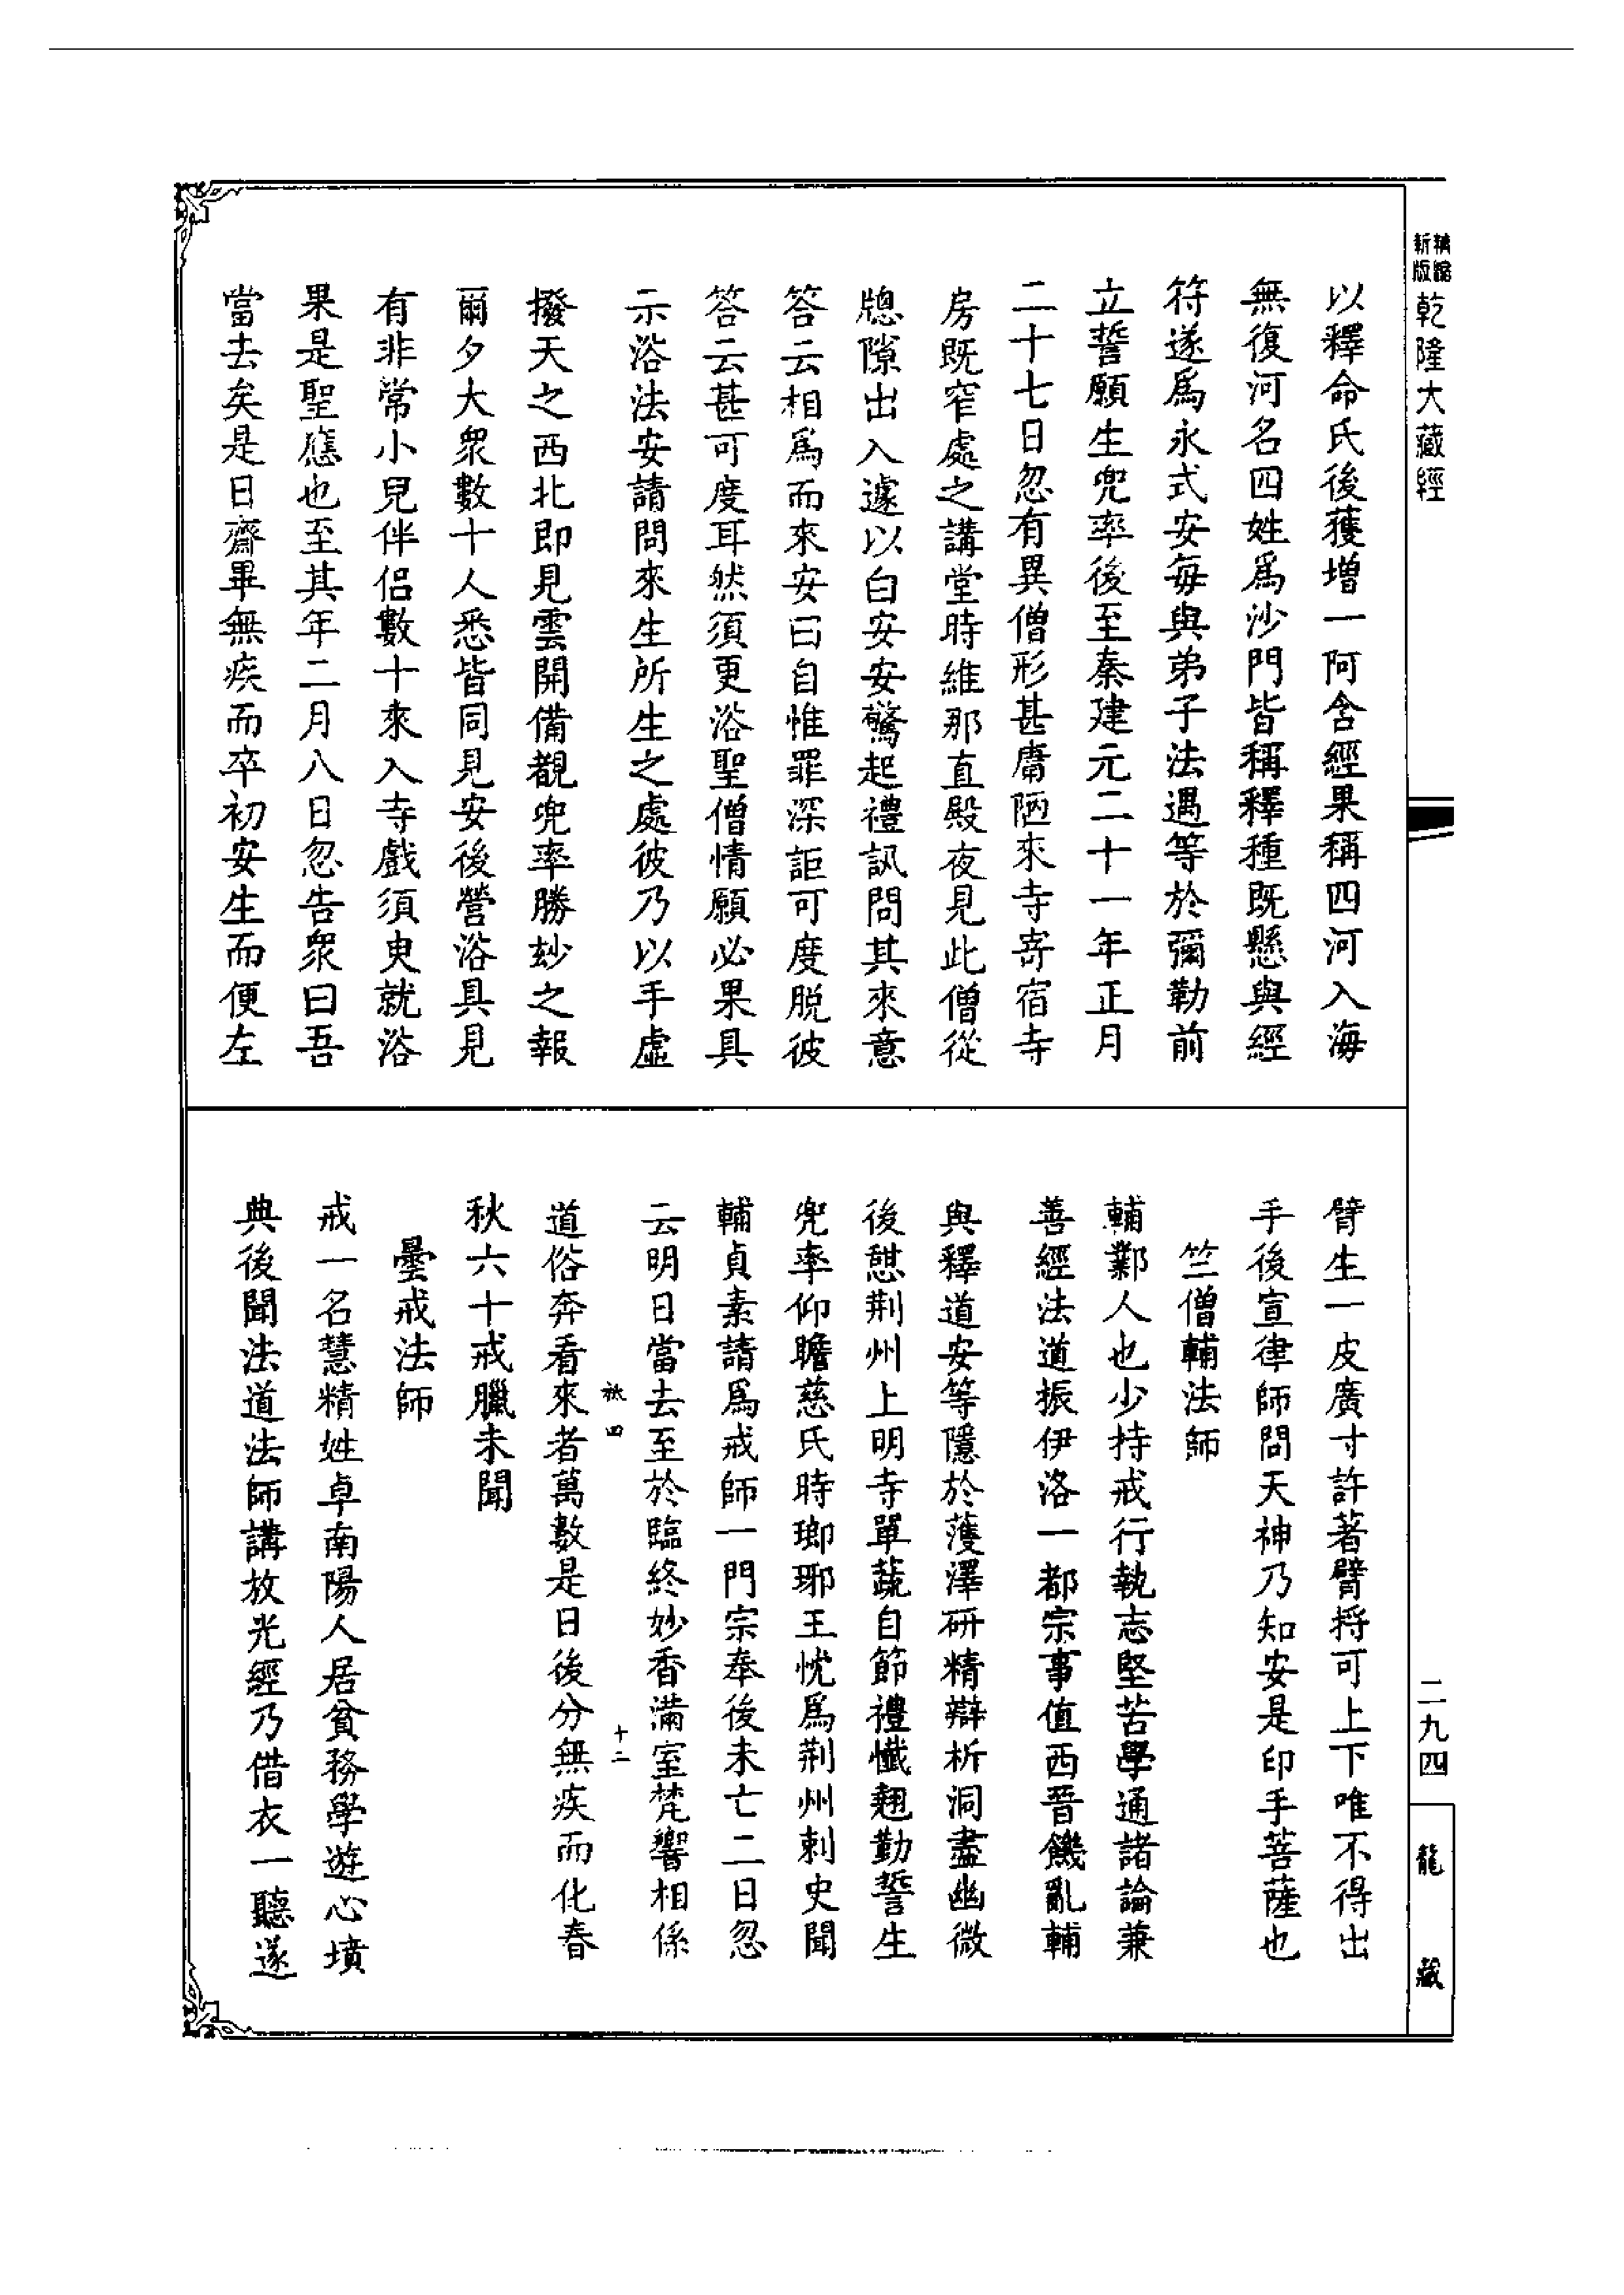 新版精縮乾隆大藏經
二九四
龍藏
以釋命氏後獲增一阿含經果稱四河入海
無復河名四姓爲沙門皆稱釋種既懸與經
符遂爲永式安每與弟子法遇等於彌勒前
立誓願生兜率後至秦建元二十一年正月
二十七日忽有異僧形甚庸陋來寺寄宿寺
房既窄處之講堂時維那直殿夜見此僧從
牕隙出入遽以白安安驚起禮訊問其來意
答云相爲而來安曰自惟罪深詎可度脱彼
答云甚可度耳然須更浴聖僧情願必果具
示浴法安請問來生所生之處彼乃以手虛
撥天之西北即見雲開備覩兜率勝玅之報
爾夕大衆數十人悉皆同見安後營浴具見
有非常小兒伴侶數十來入寺戲須臾就浴
果是聖應也至其年二月八日忽告衆曰吾
當去矣是日齋畢無疾而卒初安生而便左
臂生一皮廣寸許著臂捋可上下唯不得出
手後宣律師問天神乃知安是印手菩薩也
竺僧輔法師
輔鄴人也少持戒行執志堅苦學通諸論兼
善經法道振伊洛一都宗事值西晉饑亂輔
與釋道安等隱於濩澤研精辯析洞盡幽微
後憇荆州上明寺單蔬自節禮懺翹勤誓生
兜率仰瞻慈氏時瑯琊王忱爲荆州刺史聞
輔貞素請爲戒師一門宗奉後未亡二日忽
云明日當去至於臨終妙香滿室梵響相係
道俗奔看來者萬數是日後分無疾而化春
四
十二
秋六十戒臘未聞
曇戒法師
戒一名慧精姓卓南陽人居貧務學遊心墳
典後聞法道法師講放光經乃借衣一聽遂